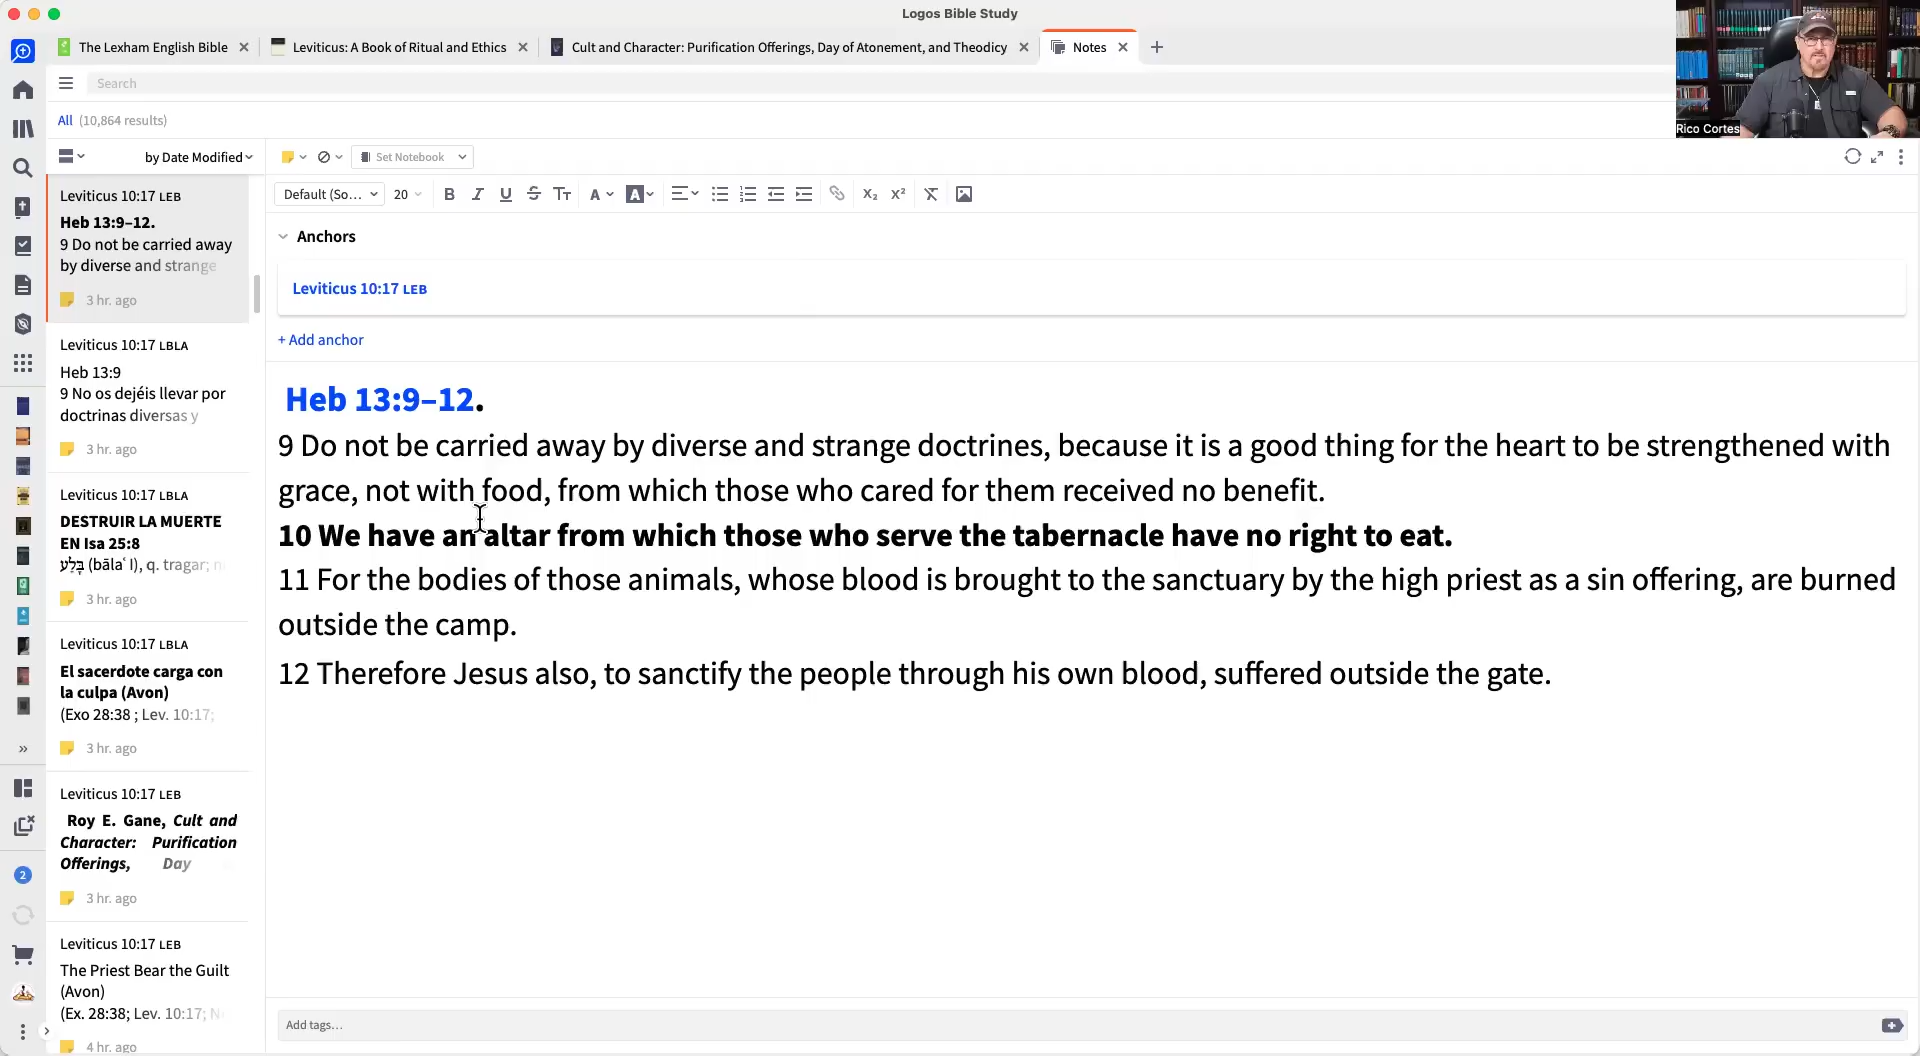 Logos Bible Study
The Lexham English Bible
Leviticus: A Book of Ritual and Ethics
Cult and Character: Purification Offerings, Day of Atonement, and Theodicy
Notes
Rico Cortes
Search
All (10,864 results)
by Date Modified
Set Notebook
Default (So...
20
Leviticus 10:17 LEB
Heb 13:9–12.
9 Do not be carried away
by diverse and strange
3 hr. ago
Leviticus 10:17 LBLA
Heb 13:9
9 No os dejéis llevar por
doctrinas diversas y
3 hr. ago
Leviticus 10:17 LBLA
DESTRUIR LA MUERTE
EN Isa 25:8
בָּלַע (bālaʿ I), q. tragar;
3 hr. ago
Leviticus 10:17 LBLA
El sacerdote carga con
la culpa (Avon)
(Exo 28:38 ; Lev. 10:17;
3 hr. ago
Leviticus 10:17 LEB
Roy E. Gane, Cult and
Character: Purification
Offerings, Day
3 hr. ago
Leviticus 10:17 LEB
The Priest Bear the Guilt
(Avon)
(Ex. 28:38; Lev. 10:17;
4 hr. ago
2
Anchors
Leviticus 10:17 LEB
+ Add anchor
Heb 13:9–12.
9 Do not be carried away by diverse and strange doctrines, because it is a good thing for the heart to be strengthened with
grace, not with food, from which those who cared for them received no benefit.
10 We have an altar from which those who serve the tabernacle have no right to eat.
11 For the bodies of those animals, whose blood is brought to the sanctuary by the high priest as a sin offering, are burned
outside the camp.
12 Therefore Jesus also, to sanctify the people through his own blood, suffered outside the gate.
Add tags...